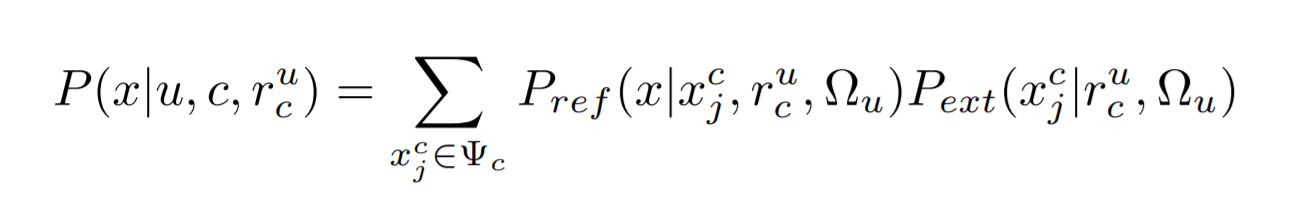 P(x|u, c, r_c^u) = \sum_{x_j^c \in \Psi_c} P_{ref}(x|x_j^c, r_c^u, \Omega_u) P_{ext}(x_j^c|r_c^u, \Omega_u)